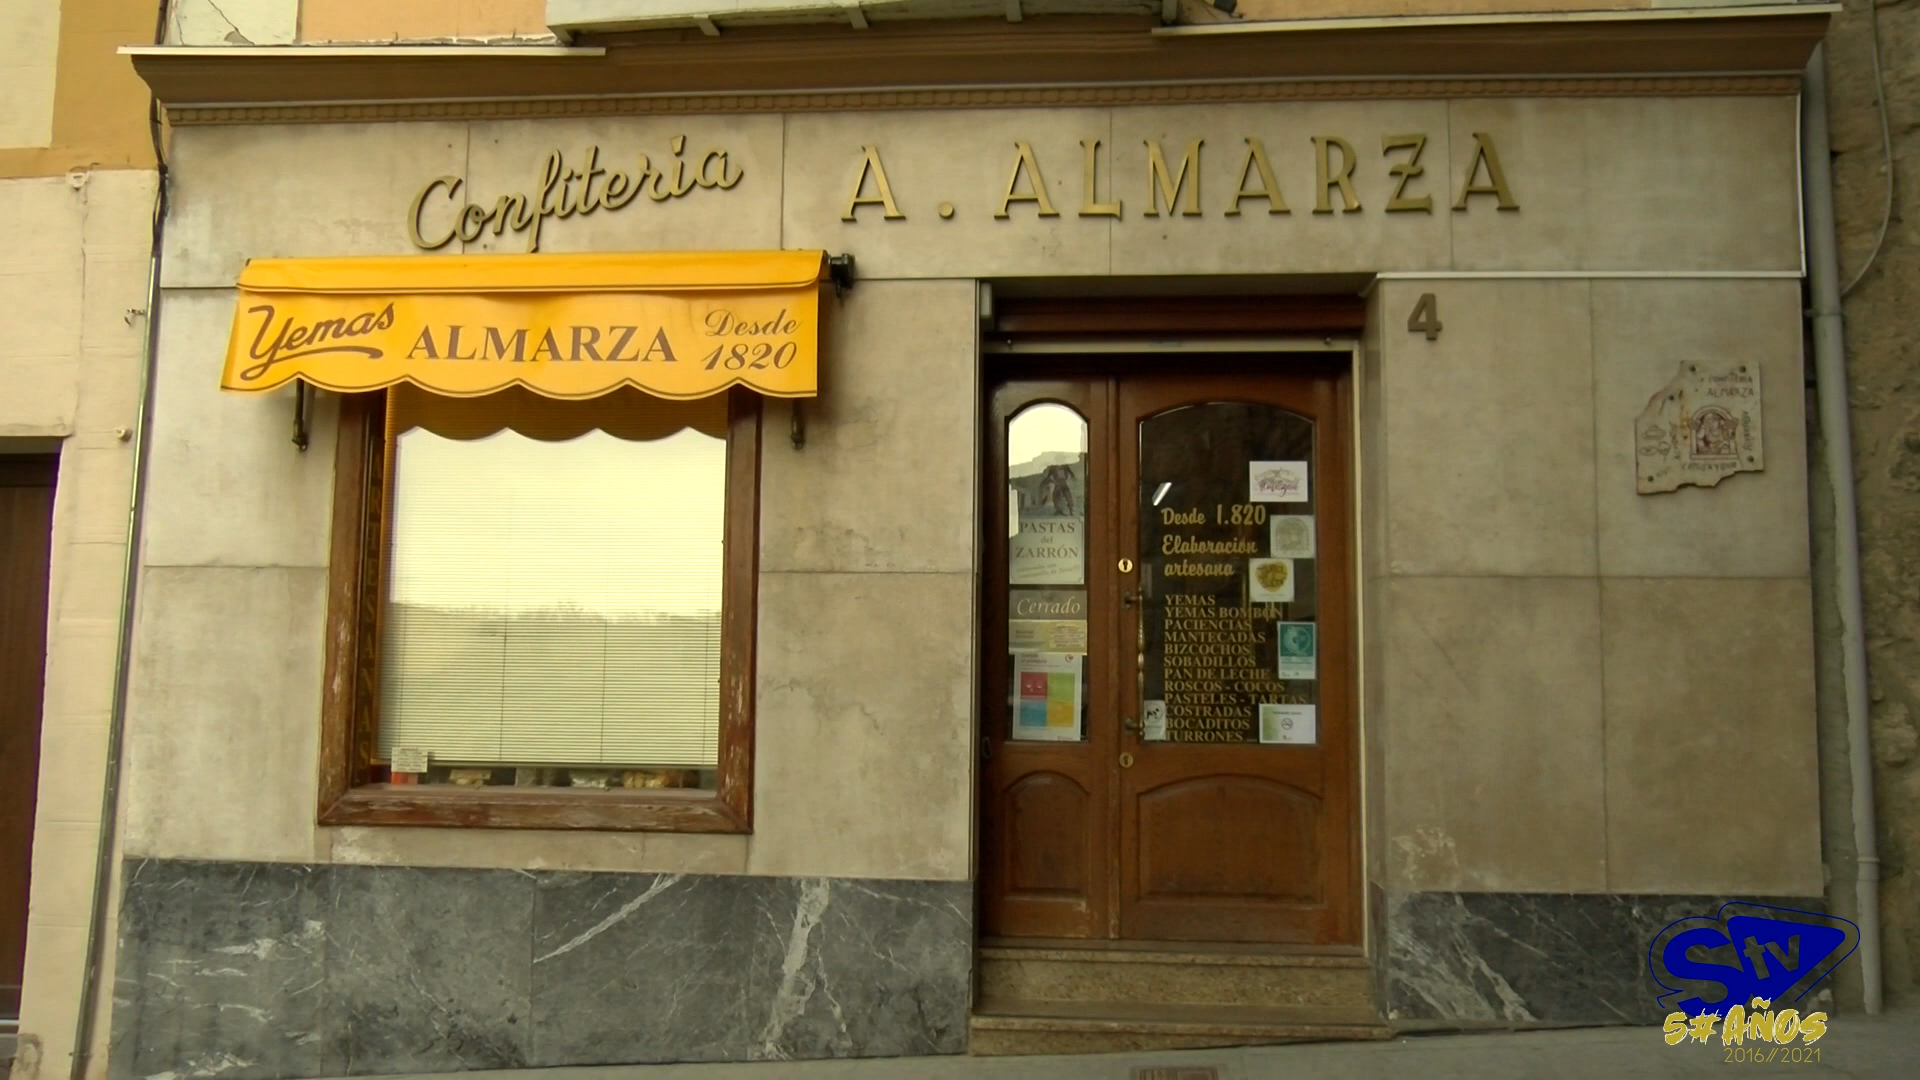 Confitería A. ALMARZA
Yemas ALMARZA Desde 1820
4
CONFITERIA
ALMARZA
PASTAS
del
ZARRÓN
Cerrado
Desde 1.820
Elaboración
artesana
YEMAS
YEMAS BOMBÓN
PACIENCIAS
MANTECADAS
BIZCOCHOS
SOBADILLOS
PAN DE LECHE
ROSCOS - COCOS
PASTELES - TARTAS
COSTRADAS
BOCADITOS
TURRONES
Stv
5#AÑOS
2016//2021